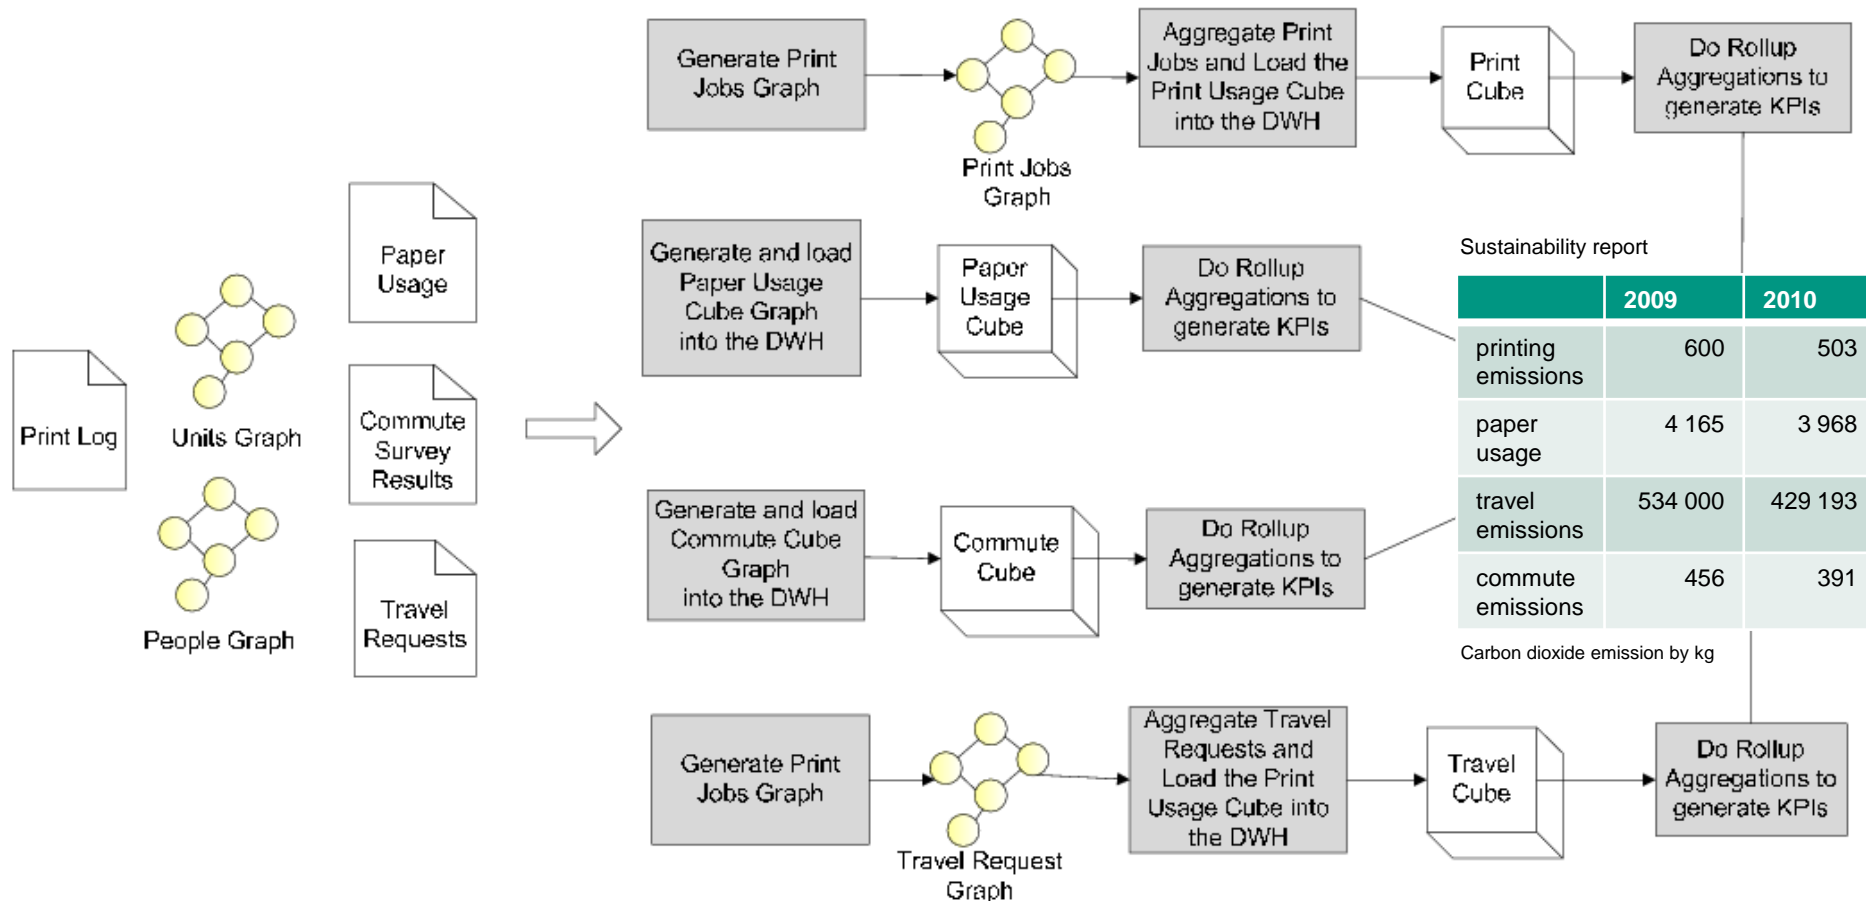 Print Log
Units Graph
People Graph
Paper
Usage
Commute
Survey
Results
Travel
Requests
Generate Print
Jobs Graph
Print Jobs
Graph
Aggregate Print
Jobs and Load the
Print Usage Cube
into the DWH
Print
Cube
Do Rollup
Aggregations to
generate KPIs
Generate and load
Paper Usage
Cube Graph
into the DWH
Paper
Usage
Cube
Do Rollup
Aggregations to
generate KPIs
Generate and load
Commute Cube
Graph
into the DWH
Commute
Cube
Do Rollup
Aggregations to
generate KPIs
Generate Print
Jobs Graph
Travel Request
Graph
Aggregate Travel
Requests and
Load the Print
Usage Cube into
the DWH
Travel
Cube
Do Rollup
Aggregations to
generate KPIs
Sustainability report
2009 2010
printing
emissions 600 503
paper
usage 4 165 3 968
travel
emissions 534 000 429 193
commute
emissions 456 391
Carbon dioxide emission by kg